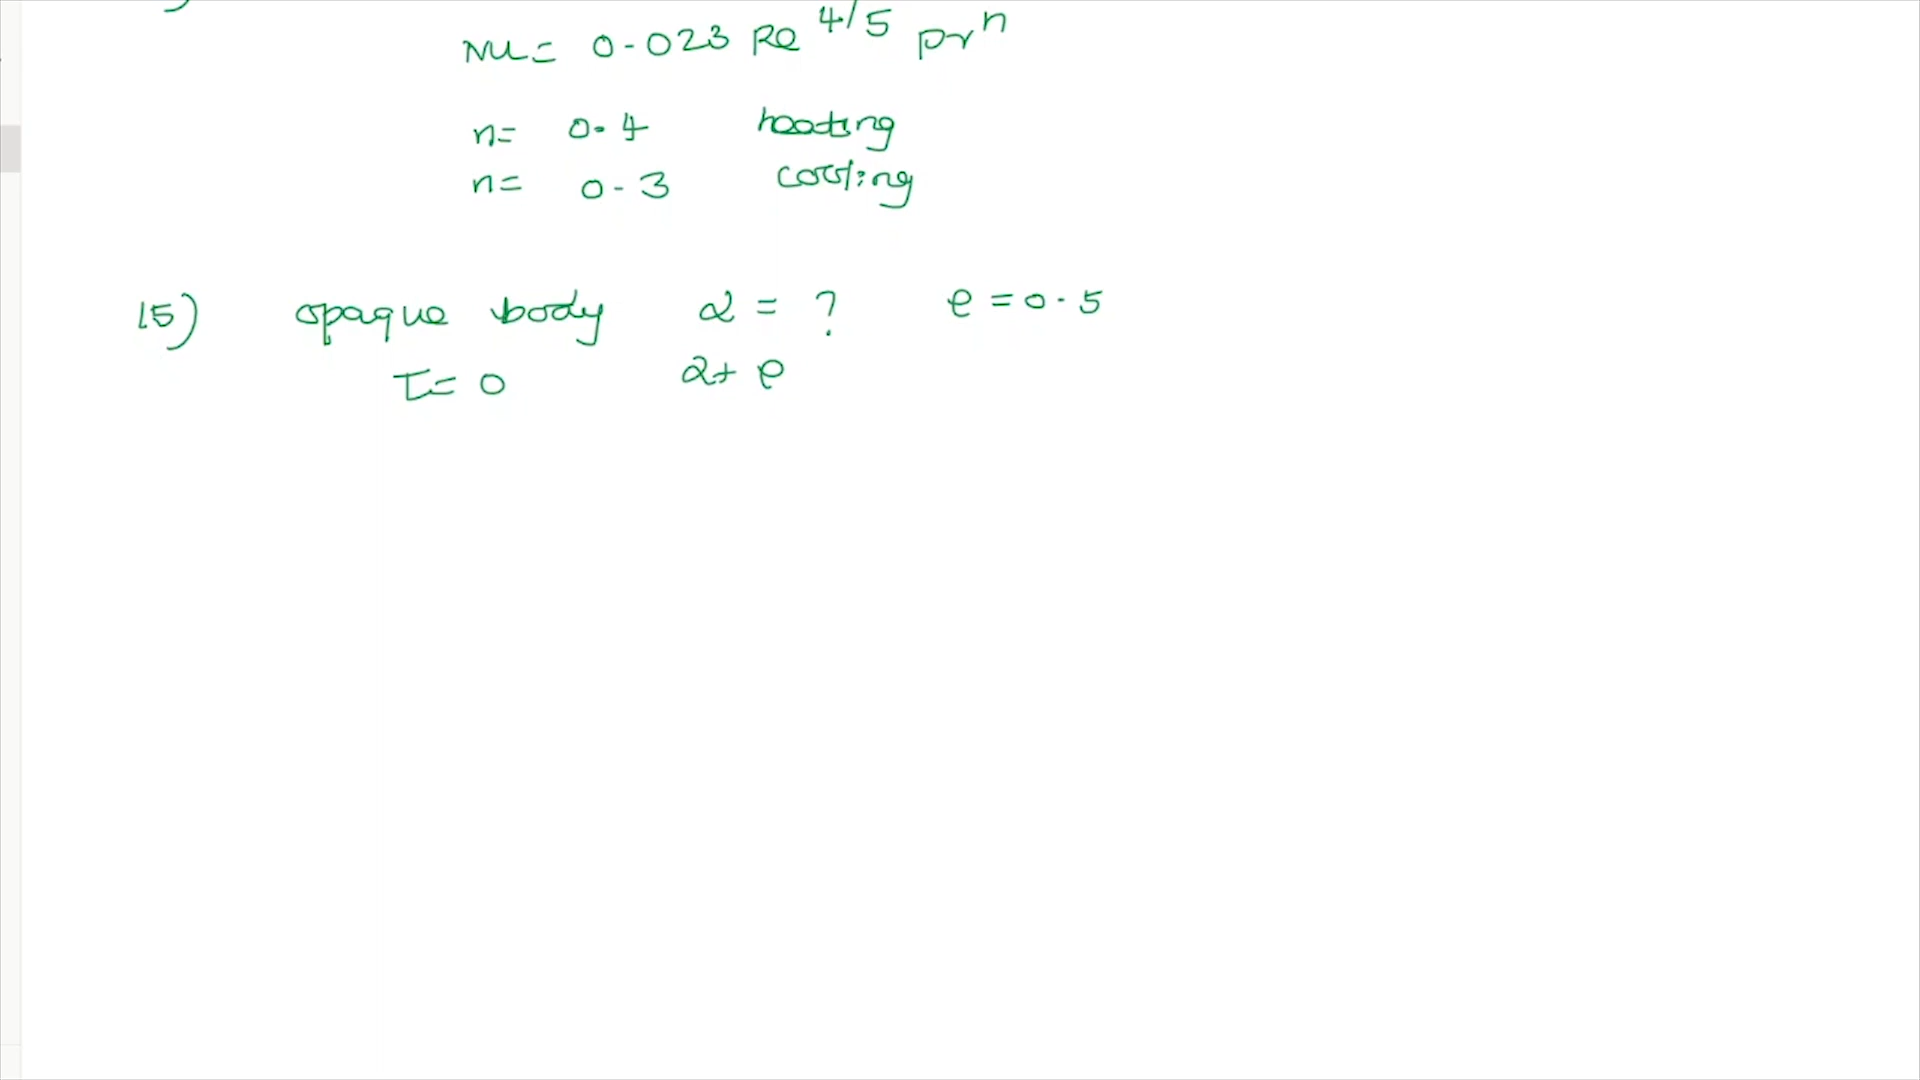 Nu = 0.023 Re^4/5 Pr^n
n = 0.4 heating
n = 0.3 cooling
15) opaque body α = ? ρ = 0.5
τ = 0 α + ρ